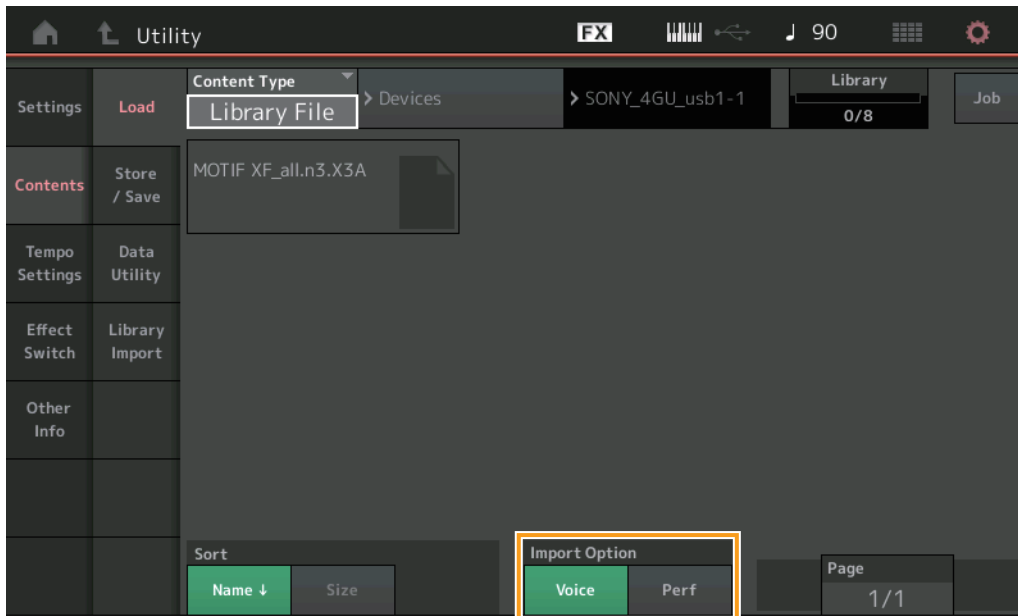 Utility
FX
90
Settings
Load
Content Type
Library File
Devices
SONY_4GU_usb1-1
Library
0/8
Job
Contents
Store
/ Save
MOTIF XF_all.n3.X3A
Tempo
Settings
Data
Utility
Effect
Switch
Library
Import
Other
Info
Sort
Name ↓
Size
Import Option
Voice
Perf
Page
1/1